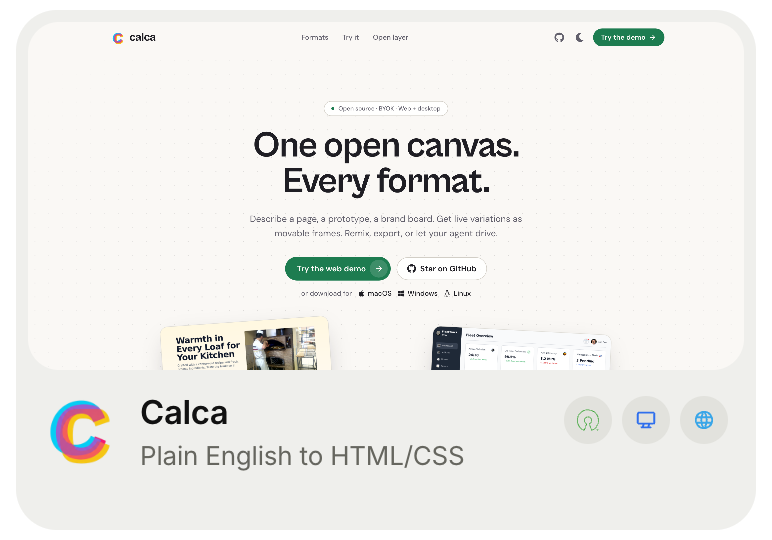 calca
Formats
Try it
Open layer
Try the demo →
Open source · BYOK · Web + desktop
One open canvas.
Every format.
Describe a page, a prototype, a brand board. Get live variations as
movable frames. Remix, export, or let your agent drive.
Try the web demo →
Star on GitHub
or download for macOS Windows Linux
Warmth in
Every Loaf for
Your Kitchen
Fleet Overview
Calca
Plain English to HTML/CSS